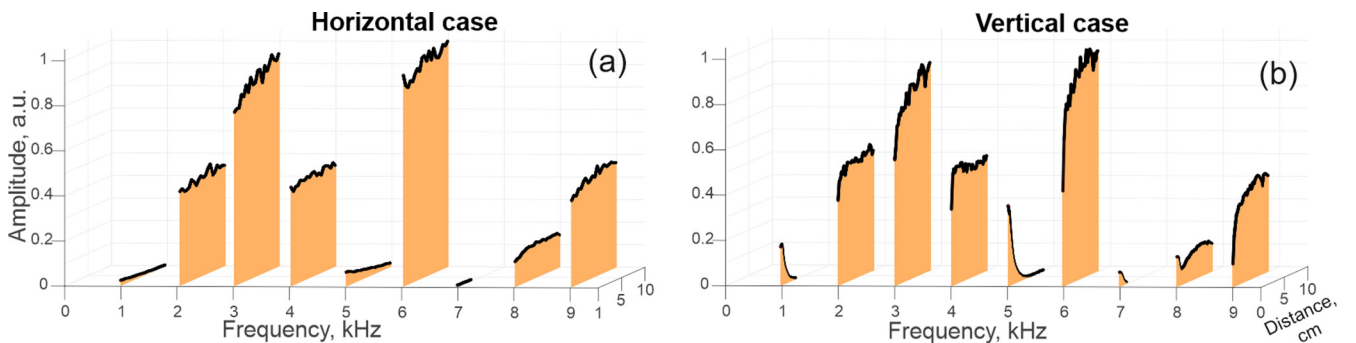 Horizontal case
(a)
Amplitude, a.u.
1
0.8
0.6
0.4
0.2
0
0 1 2 3 4 5 6 7 8 9 1 5 10
Frequency, kHz
Vertical case
(b)
1
0.8
0.6
0.4
0.2
0
0 1 2 3 4 5 6 7 8 9 0 5 10
Frequency, kHz
Distance,
cm